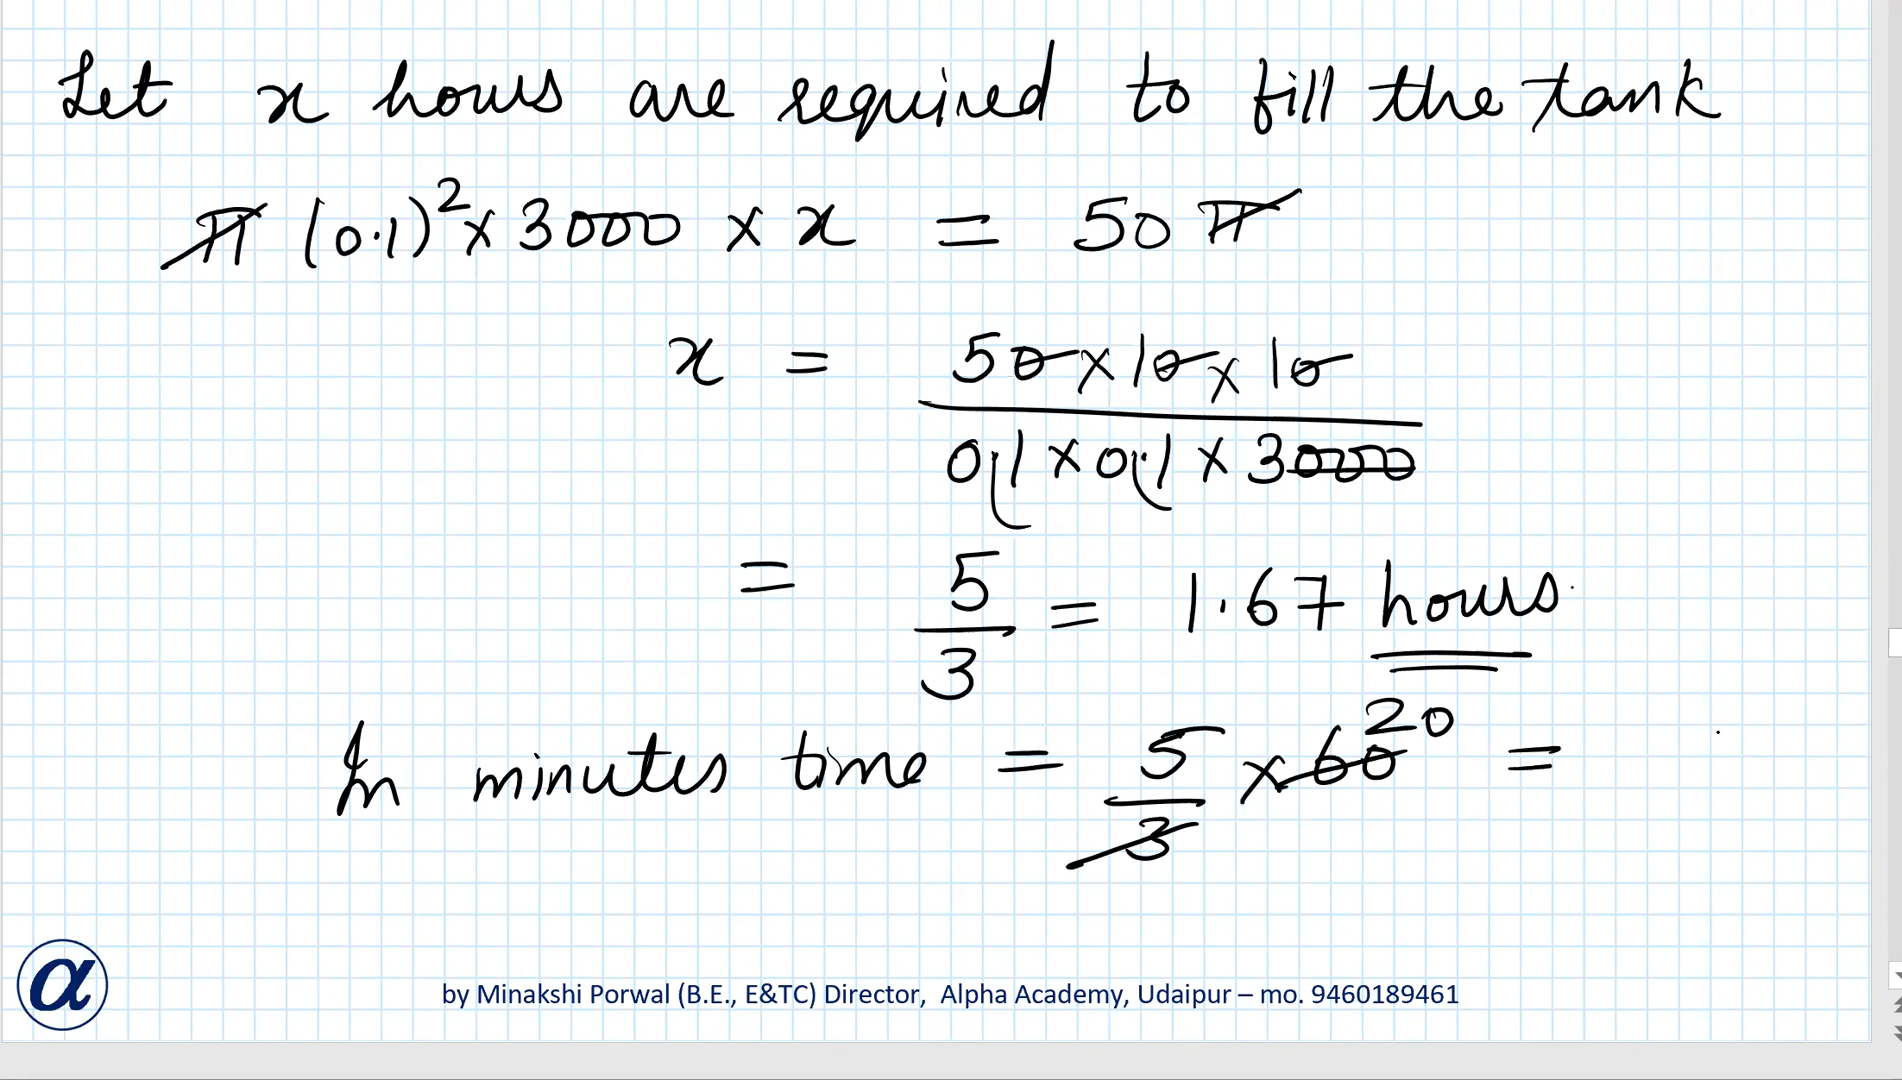 Let x hours are required to fill the tank
π (0.1)² × 3000 × x = 50 π
x = 50 × 10 × 10 / 0.1 × 0.1 × 3000
= 5/3 = 1.67 hours
In minutes time = 5/3 × 60 20 =
α
by Minakshi Porwal (B.E., E&TC) Director, Alpha Academy, Udaipur – mo. 9460189461